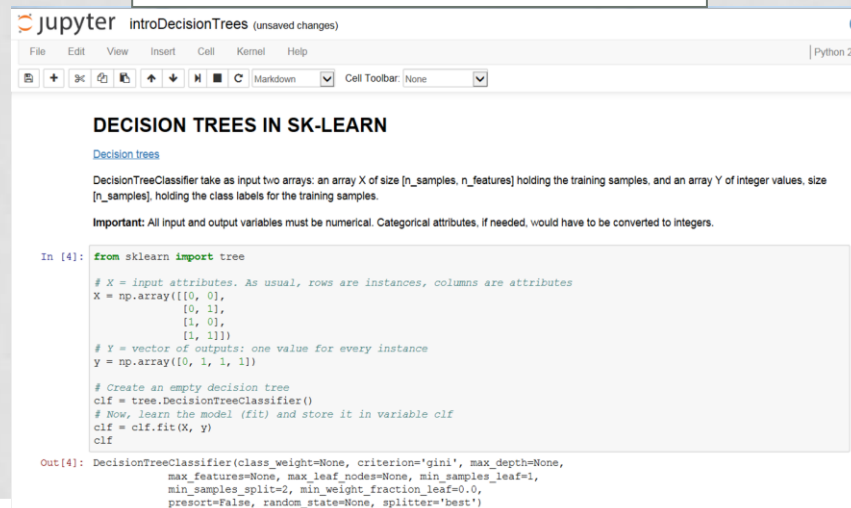 jupyter introDecisionTrees (unsaved changes)
File Edit View Insert Cell Kernel Help Python 2
Markdown Cell Toolbar: None
DECISION TREES IN SK-LEARN
Decision trees
DecisionTreeClassifier take as input two arrays: an array X of size [n_samples, n_features] holding the training samples, and an array Y of integer values, size
[n_samples], holding the class labels for the training samples.
Important: All input and output variables must be numerical. Categorical attributes, if needed, would have to be converted to integers.
In [4]: from sklearn import tree
# X = input attributes. As usual, rows are instances, columns are attributes
X = np.array([[0, 0],
[0, 1],
[1, 0],
[1, 1]])
# Y = vector of outputs: one value for every instance
y = np.array([0, 1, 1, 1])
# Create an empty decision tree
clf = tree.DecisionTreeClassifier()
# Now, learn the model (fit) and store it in variable clf
clf = clf.fit(X, y)
clf
Out[4]: DecisionTreeClassifier(class_weight=None, criterion='gini', max_depth=None,
max_features=None, max_leaf_nodes=None, min_samples_leaf=1,
min_samples_split=2, min_weight_fraction_leaf=0.0,
presort=False, random_state=None, splitter='best')